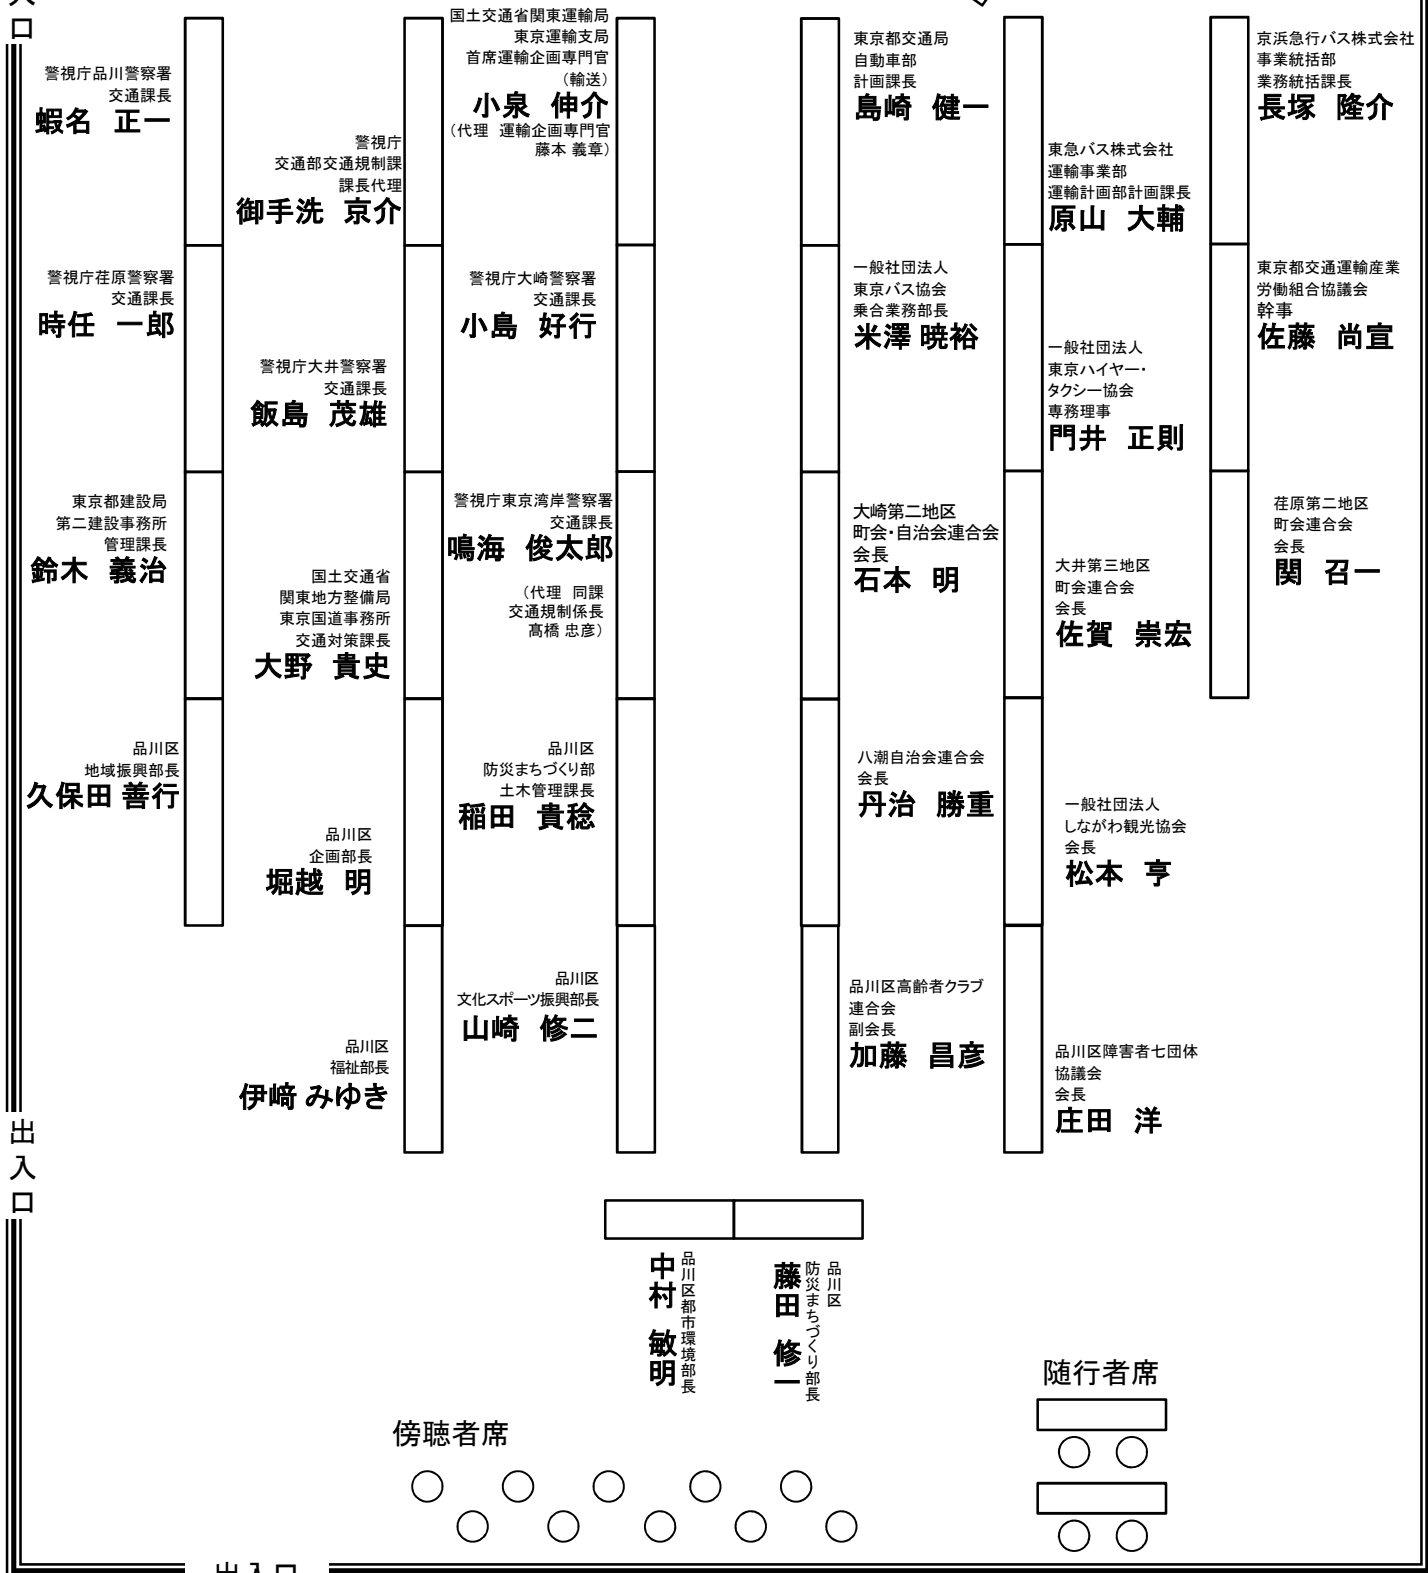 入
口
警視庁品川警察署
交通課長
蝦名 正一
警視庁荏原警察署
交通課長
時任 一郎
東京都建設局
第二建設事務所
管理課長
鈴木 義治
品川区
地域振興部長
久保田 善行
警視庁
交通部交通規制課
課長代理
御手洗 京介
警視庁大井警察署
交通課長
飯島 茂雄
国土交通省
関東地方整備局
東京国道事務所
交通対策課長
大野 貴史
品川区
企画部長
堀越 明
品川区
福祉部長
伊﨑 みゆき
国土交通省関東運輸局
東京運輸支局
首席運輸企画専門官
(輸送)
小泉 伸介
(代理 運輸企画専門官
藤本 義章)
警視庁大崎警察署
交通課長
小島 好行
警視庁東京湾岸警察署
交通課長
鳴海 俊太郎
(代理 同課
交通規制係長
髙橋 忠彦)
品川区
防災まちづくり部
土木管理課長
稲田 貴稔
品川区
文化スポーツ振興部長
山崎 修二
東京都交通局
自動車部
計画課長
島崎 健一
一般社団法人
東京バス協会
乗合業務部長
米澤 暁裕
大崎第二地区
町会・自治会連合会
会長
石本 明
八潮自治会連合会
会長
丹治 勝重
品川区高齢者クラブ
連合会
副会長
加藤 昌彦
東急バス株式会社
運輸事業部
運輸計画部計画課長
原山 大輔
一般社団法人
東京ハイヤー・
タクシー協会
専務理事
門井 正則
大井第三地区
町会連合会
会長
佐賀 崇宏
一般社団法人
しながわ観光協会
会長
松本 亨
品川区障害者七団体
協議会
会長
庄田 洋
京浜急行バス株式会社
事業統括部
業務統括課長
長塚 隆介
東京都交通運輸産業
労働組合協議会
幹事
佐藤 尚宣
荏原第二地区
町会連合会
会長
関 召一
出
入
口
品川区都市環境部長
中村 敏明
品川区
防災まちづくり部長
藤田 修一
随行者席
傍聴者席
出入口